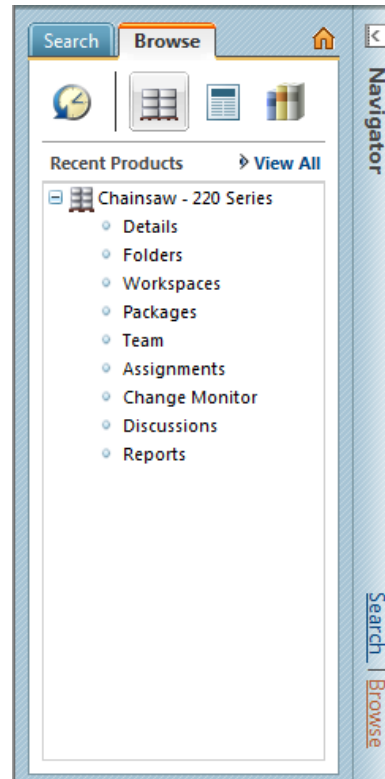 Search Browse
Recent Products View All
Chainsaw - 220 Series
Details
Folders
Workspaces
Packages
Team
Assignments
Change Monitor
Discussions
Reports
Navigator
Search | Browse